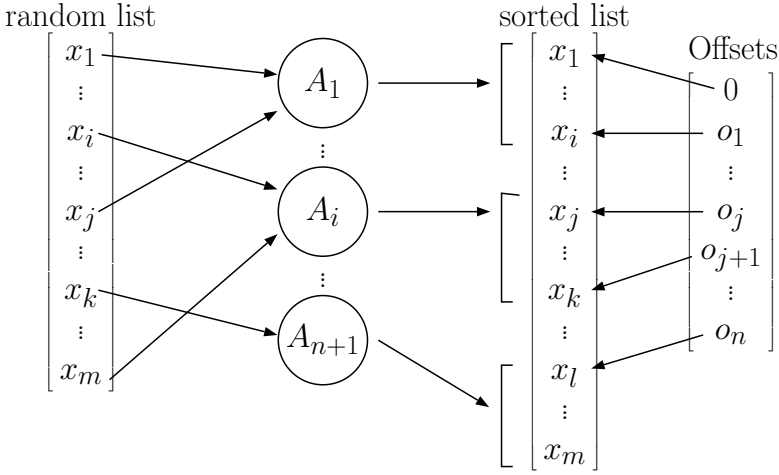 random list
x₁
⋮
xᵢ
⋮
xⱼ
⋮
xₖ
⋮
xₘ
A₁
⋮
Aᵢ
⋮
Aₙ₊₁
sorted list
x₁
⋮
xᵢ
⋮
xⱼ
⋮
xₖ
⋮
xₗ
⋮
xₘ
Offsets
0
o₁
⋮
oⱼ
oⱼ₊₁
⋮
oₙ